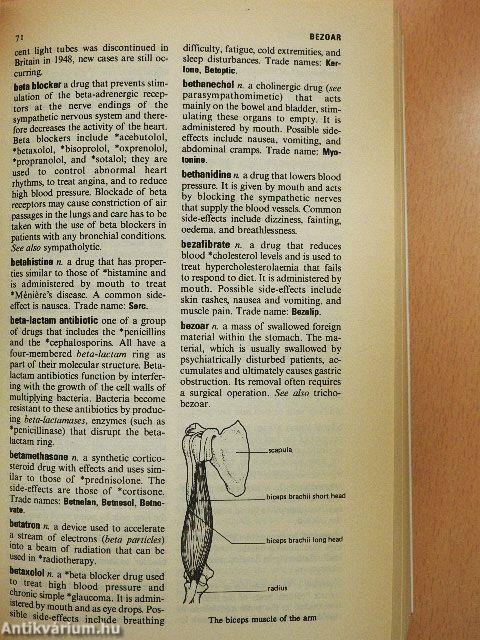 71
BEZOAR
cent light tubes was discontinued in
Britain in 1948, new cases are still oc-
curring.
beta blocker a drug that prevents stim-
ulation of the beta-adrenergic recep-
tors at the nerve endings of the
sympathetic nervous system and there-
fore decreases the activity of the heart.
Beta blockers include *acebutolol,
*betaxolol, *bisoprolol, *oxprenolol,
*propranolol, and *sotalol; they are
used to control abnormal heart
rhythms, to treat angina, and to reduce
high blood pressure. Blockade of beta
receptors may cause constriction of air
passages in the lungs and care has to be
taken with the use of beta blockers in
patients with any bronchial conditions.
See also sympatholytic.
betahistine n. a drug that has proper-
ties similar to those of *histamine and
is administered by mouth to treat
*Ménière's disease. A common side-
effect is nausea. Trade name: Serc.
beta-lactam antibiotic one of a group
of drugs that includes the *penicillins
and the *cephalosporins. All have a
four-membered beta-lactam ring as
part of their molecular structure. Beta-
lactam antibiotics function by interfer-
ing with the growth of the cell walls of
multiplying bacteria. Bacteria become
resistant to these antibiotics by produc-
ing beta-lactamases, enzymes (such as
*penicillinase) that disrupt the beta-
lactam ring.
betamethasone n. a synthetic cortico-
steroid drug with effects and uses sim-
ilar to those of *prednisolone. The
side-effects are those of *cortisone.
Trade names: Betnelan, Betnesol, Betno-
vate.
betatron n. a device used to accelerate
a stream of electrons (beta particles)
into a beam of radiation that can be
used in *radiotherapy.
betaxolol n. a *beta blocker drug used
to treat high blood pressure and
chronic simple *glaucoma. It is admin-
istered by mouth and as eye drops. Pos-
sible side-effects include breathing
difficulty, fatigue, cold extremities, and
sleep disturbances. Trade names: Ker-
lone, Betoptic.
bethanechol n. a cholinergic drug (see
parasympathomimetic) that acts
mainly on the bowel and bladder, stim-
ulating these organs to empty. It is
administered by mouth. Possible side-
effects include nausea, vomiting, and
abdominal cramps. Trade name: Myo-
tonine.
bethanidine n. a drug that lowers blood
pressure. It is given by mouth and acts
by blocking the sympathetic nerves
that supply the blood vessels. Common
side-effects include dizziness, fainting,
oedema, and breathlessness.
bezafibrate n. a drug that reduces
blood *cholesterol levels and is used to
treat hypercholesterolaemia that fails
to respond to diet. It is administered by
mouth. Possible side-effects include
skin rashes, nausea and vomiting, and
muscle pain. Trade name: Bezalip.
bezoar n. a mass of swallowed foreign
material within the stomach. The ma-
terial, which is usually swallowed by
psychiatrically disturbed patients, ac-
cumulates and ultimately causes gastric
obstruction. Its removal often requires
a surgical operation. See also tricho-
bezoar.
scapula
biceps brachii short head
biceps brachii long head
radius
The biceps muscle of the arm
Antikvárium.hu